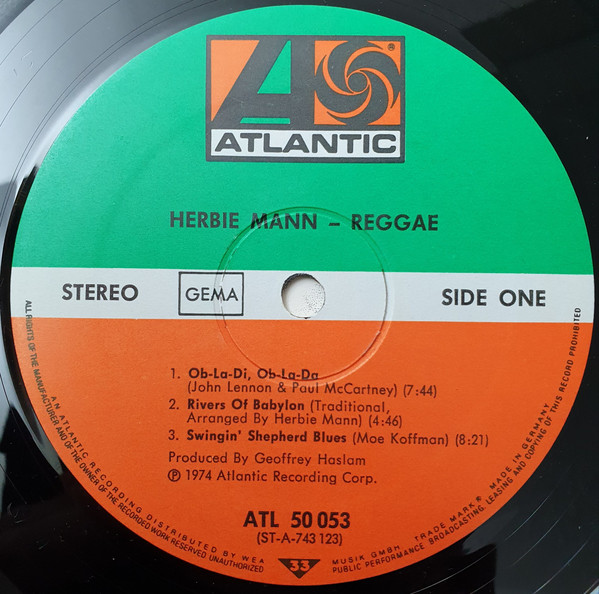 ATLANTIC
®
HERBIE MANN – REGGAE
STEREO
GEMA
SIDE ONE
1. Ob-La-Di, Ob-La-Da
(John Lennon & Paul McCartney) (7:44)
2. Rivers Of Babylon (Traditional,
Arranged By Herbie Mann) (4:46)
3. Swingin' Shepherd Blues (Moe Koffman) (8:21)
Produced By Geoffrey Haslam
℗ 1974 Atlantic Recording Corp.
ATL 50 053
(ST-A-743 123)
33
AN ATLANTIC RECORDING DISTRIBUTED BY WEA MUSIK GMBH. TRADE MARK® MADE IN GERMANY
ALL RIGHTS OF THE MANUFACTURER AND OF THE OWNER OF THE RECORDED WORK RESERVED UNAUTHORIZED PUBLIC PERFORMANCE BROADCASTING, LEASING AND COPYING OF THIS RECORD PROHIBITED